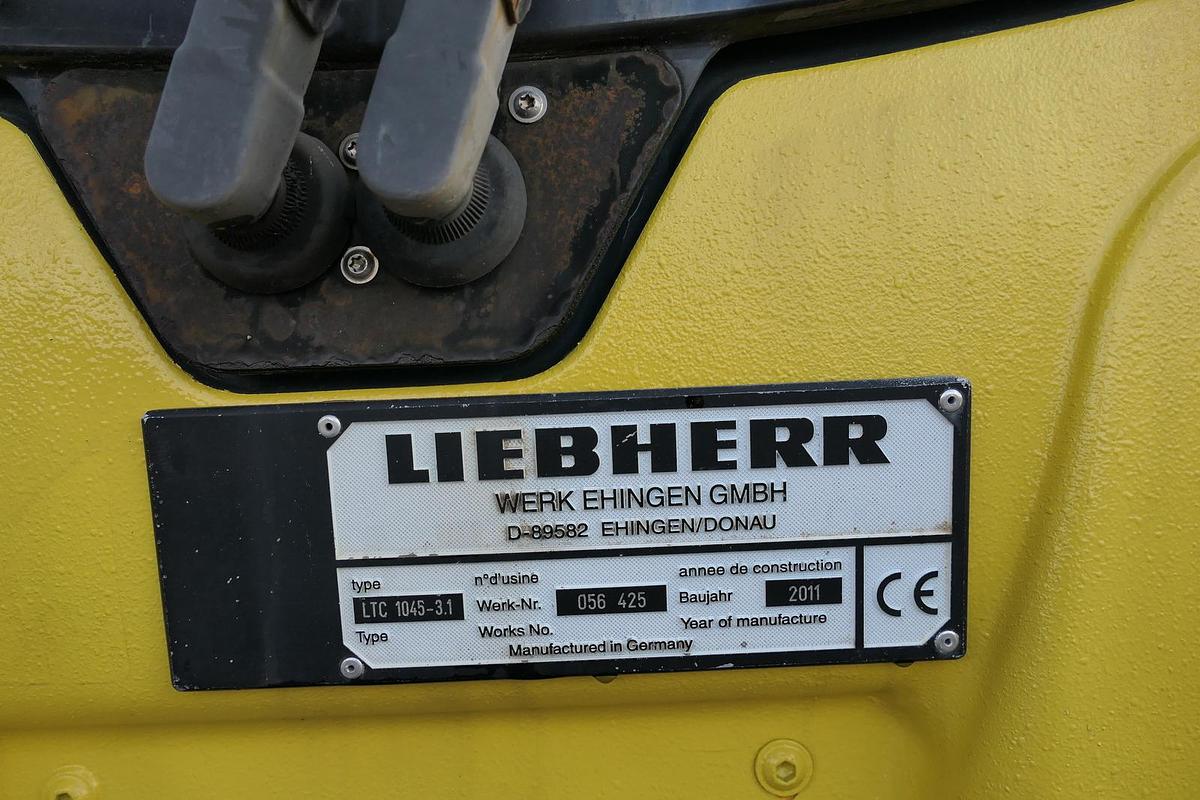 LIEBHERR
WERK EHINGEN GMBH
D-89582 EHINGEN/DONAU
type
LTC 1045-3.1
Type
n°d'usine
Werk-Nr. 056 425
Works No.
annee de construction
Baujahr 2011
Year of manufacture
Manufactured in Germany
CE